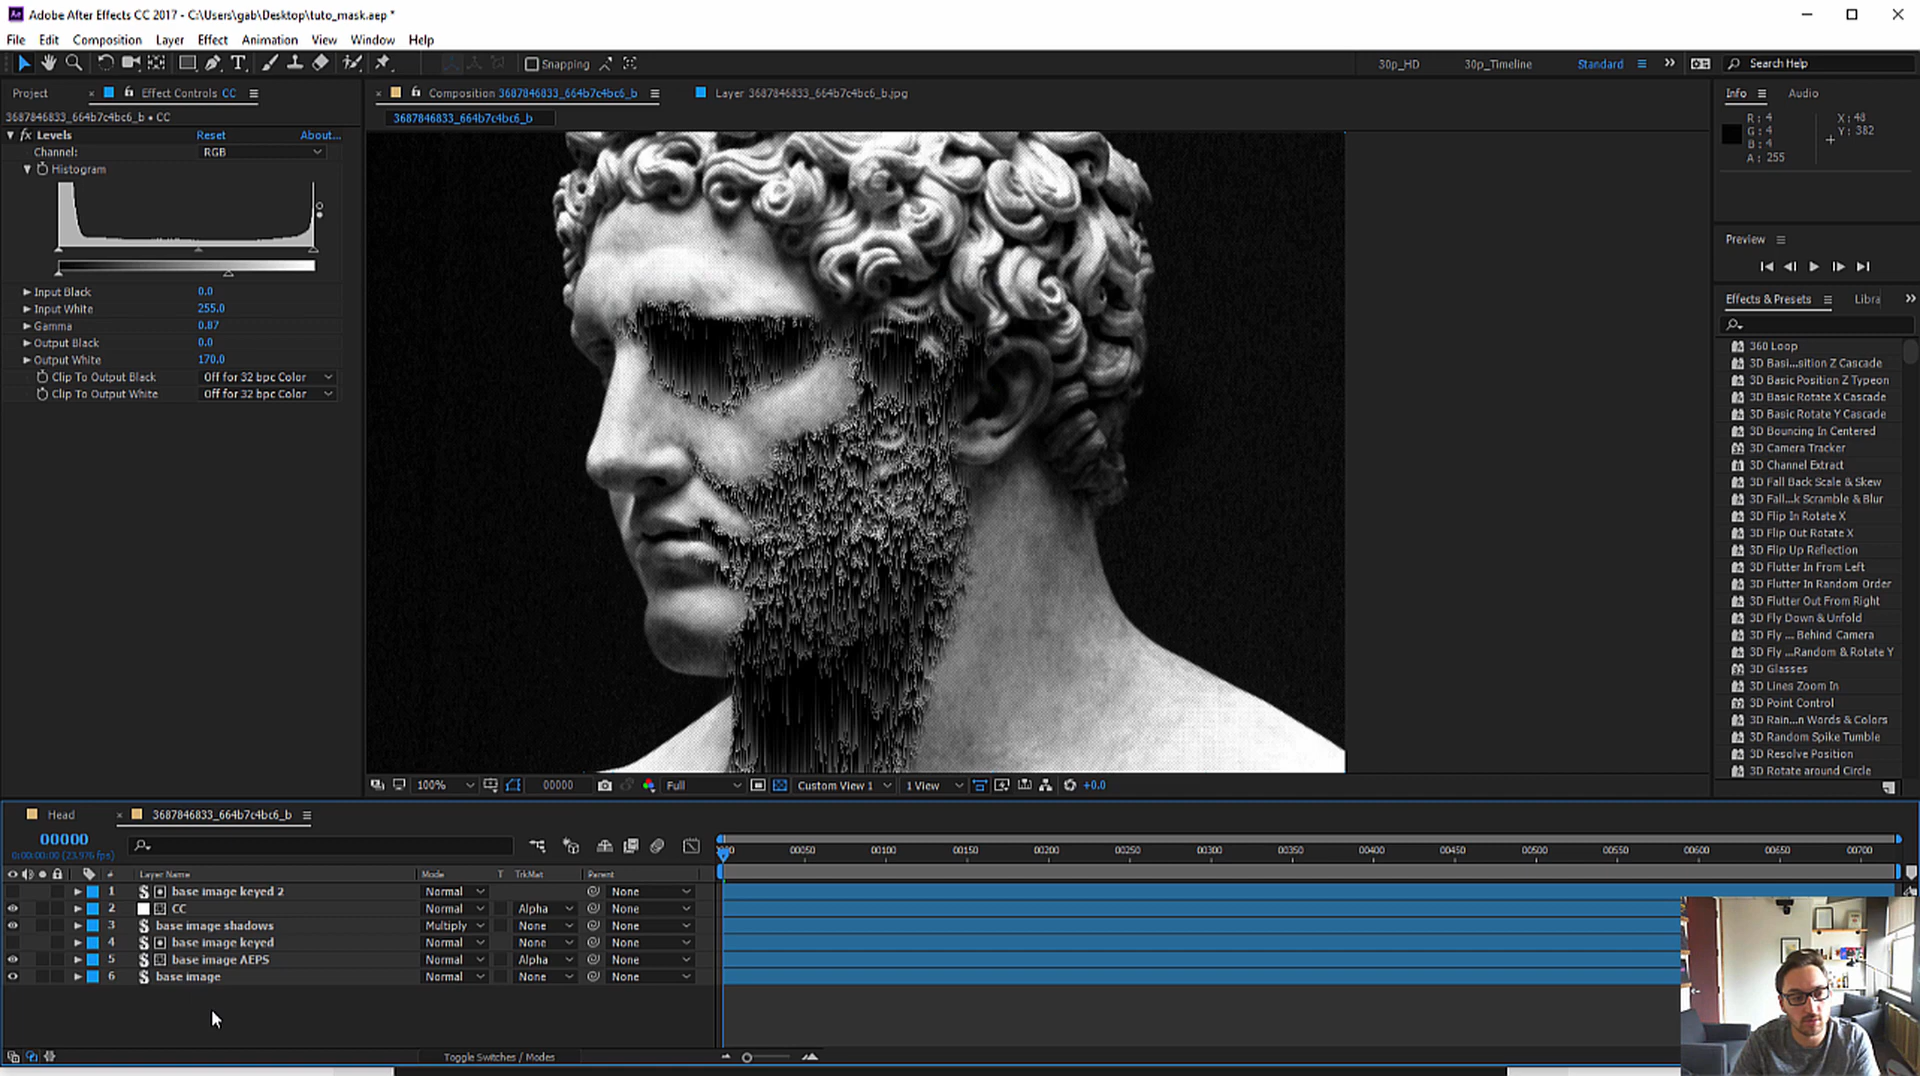 Adobe After Effects CC 2017 - C:\Users\gab\Desktop\tuto_mask.aep *
File Edit Composition Layer Effect Animation View Window Help
Snapping
30p_HD 30p_Timeline Standard
Search Help
Project
Effect Controls CC
Composition 3687846833_664b7c4bc6_b
Layer 3687846833_664b7c4bc6_b.jpg
Info Audio
3687846833_664b7c4bc6_b • CC
3687846833_664b7c4bc6_b
fx Levels Reset About...
Channel: RGB
Histogram
Input Black 0.0
Input White 255.0
Gamma 0.87
Output Black 0.0
Output White 170.0
Clip To Output Black Off for 32 bpc Color
Clip To Output White Off for 32 bpc Color
R : 4 X : 48
G : 4 Y : 382
B : 4
A : 255
Preview
Effects & Presets Libra
360 Loop
3D Basi...sition Z Cascade
3D Basic Position Z Typeon
3D Basic Rotate X Cascade
3D Basic Rotate Y Cascade
3D Bouncing In Centered
3D Camera Tracker
3D Channel Extract
3D Fall Back Scale & Skew
3D Fall...k Scramble & Blur
3D Flip In Rotate X
3D Flip Out Rotate X
3D Flip Up Reflection
3D Flutter In From Left
3D Flutter In Random Order
3D Flutter Out From Right
3D Fly Down & Unfold
3D Fly ... Behind Camera
3D Fly ...Random & Rotate Y
3D Glasses
3D Lines Zoom In
3D Point Control
3D Rain...n Words & Colors
3D Random Spike Tumble
3D Resolve Position
3D Rotate around Circle
100% 00000 Full Custom View 1 1 View +0.0
Head 3687846833_664b7c4bc6_b
00000
0:00:00:00 (23.976 fps)
00050 00100 00150 00200 00250 00300 00350 00400 00450 00500 00550 00600 00650 00700
# Layer Name Mode T TrkMat Parent
1 base image keyed 2 Normal None
2 CC Normal Alpha None
3 base image shadows Multiply None None
4 base image keyed Normal None None
5 base image AEPS Normal Alpha None
6 base image Normal None None
Toggle Switches / Modes